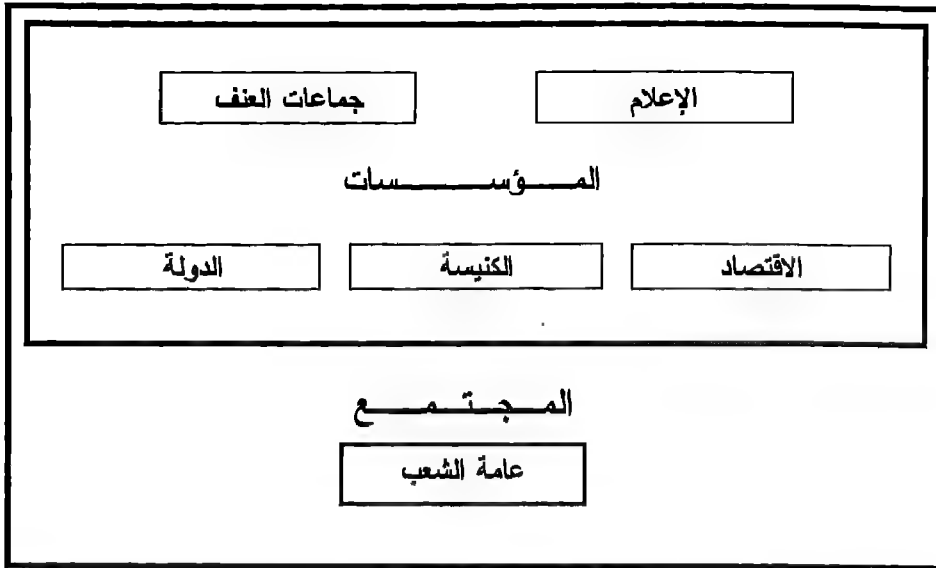 الإعلام
جماعات العنف
المؤسسات
الاقتصاد
الكنيسة
الدولة
المجتمع
عامة الشعب